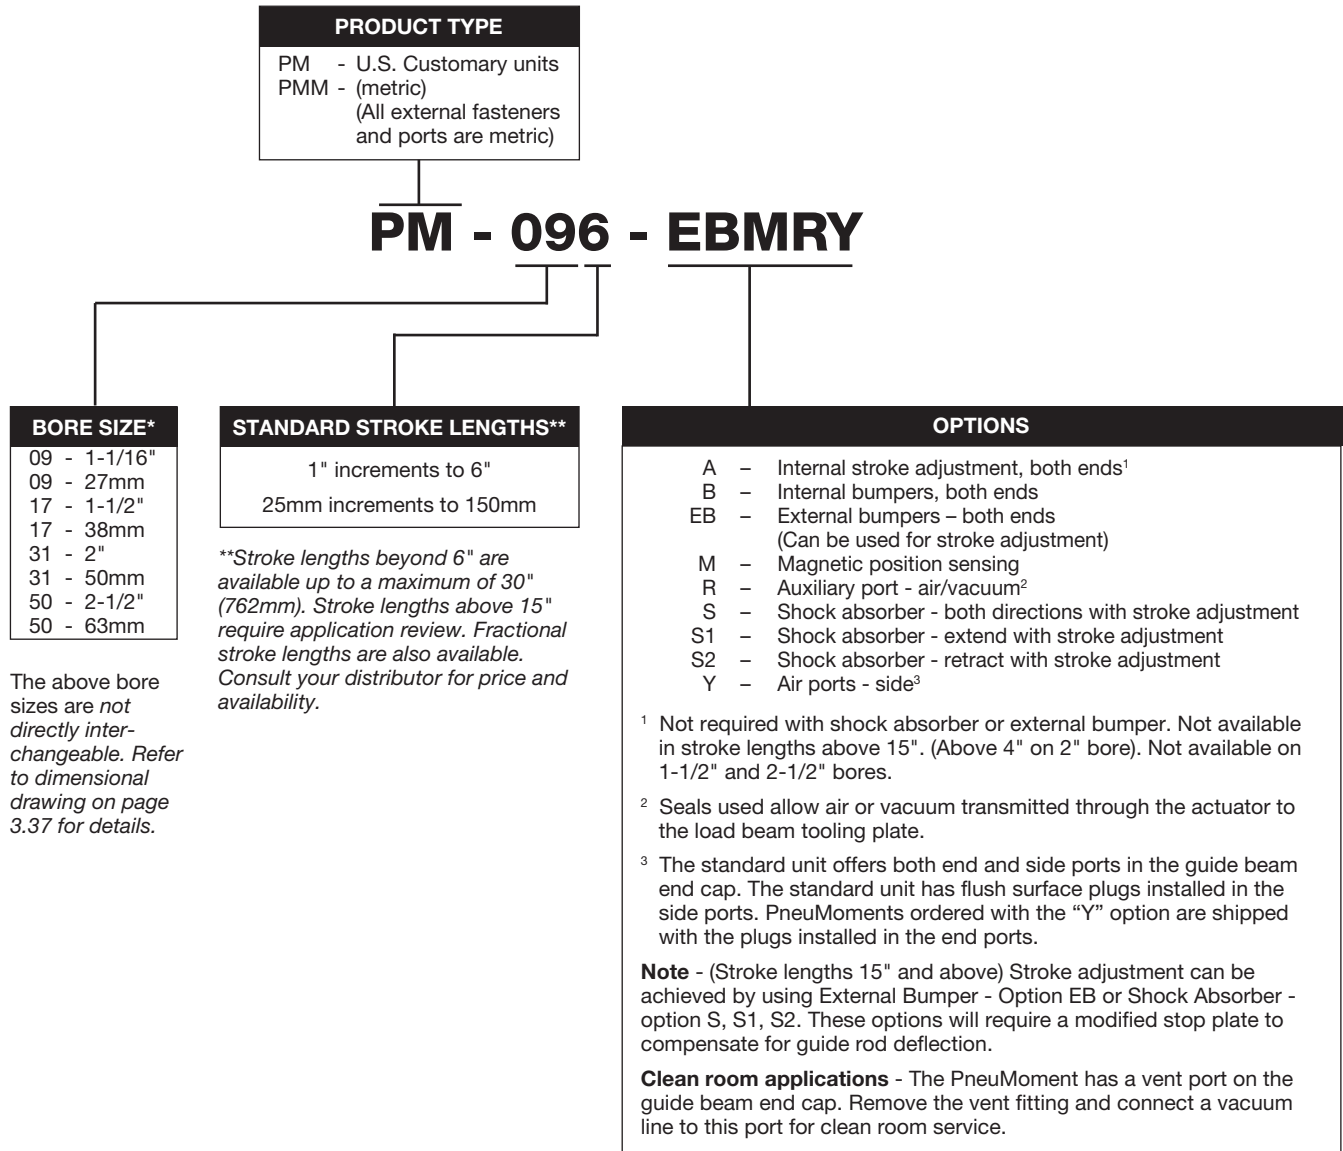 PRODUCT TYPE
PM - U.S. Customary units
PMM - (metric)
(All external fasteners
and ports are metric)
PM - 096 - EBMRY
BORE SIZE*
09 - 1-1/16"
09 - 27mm
17 - 1-1/2"
17 - 38mm
31 - 2"
31 - 50mm
50 - 2-1/2"
50 - 63mm
The above bore
sizes are not
directly inter-
changeable. Refer
to dimensional
drawing on page
3.37 for details.
STANDARD STROKE LENGTHS**
1" increments to 6"
25mm increments to 150mm
**Stroke lengths beyond 6" are
available up to a maximum of 30"
(762mm). Stroke lengths above 15"
require application review. Fractional
stroke lengths are also available.
Consult your distributor for price and
availability.
OPTIONS
A – Internal stroke adjustment, both ends¹
B – Internal bumpers, both ends
EB – External bumpers – both ends
(Can be used for stroke adjustment)
M – Magnetic position sensing
R – Auxiliary port - air/vacuum²
S – Shock absorber - both directions with stroke adjustment
S1 – Shock absorber - extend with stroke adjustment
S2 – Shock absorber - retract with stroke adjustment
Y – Air ports - side³
¹ Not required with shock absorber or external bumper. Not available
in stroke lengths above 15". (Above 4" on 2" bore). Not available on
1-1/2" and 2-1/2" bores.
² Seals used allow air or vacuum transmitted through the actuator to
the load beam tooling plate.
³ The standard unit offers both end and side ports in the guide beam
end cap. The standard unit has flush surface plugs installed in the
side ports. PneuMoments ordered with the “Y” option are shipped
with the plugs installed in the end ports.
Note - (Stroke lengths 15" and above) Stroke adjustment can be
achieved by using External Bumper - Option EB or Shock Absorber -
option S, S1, S2. These options will require a modified stop plate to
compensate for guide rod deflection.
Clean room applications - The PneuMoment has a vent port on the
guide beam end cap. Remove the vent fitting and connect a vacuum
line to this port for clean room service.